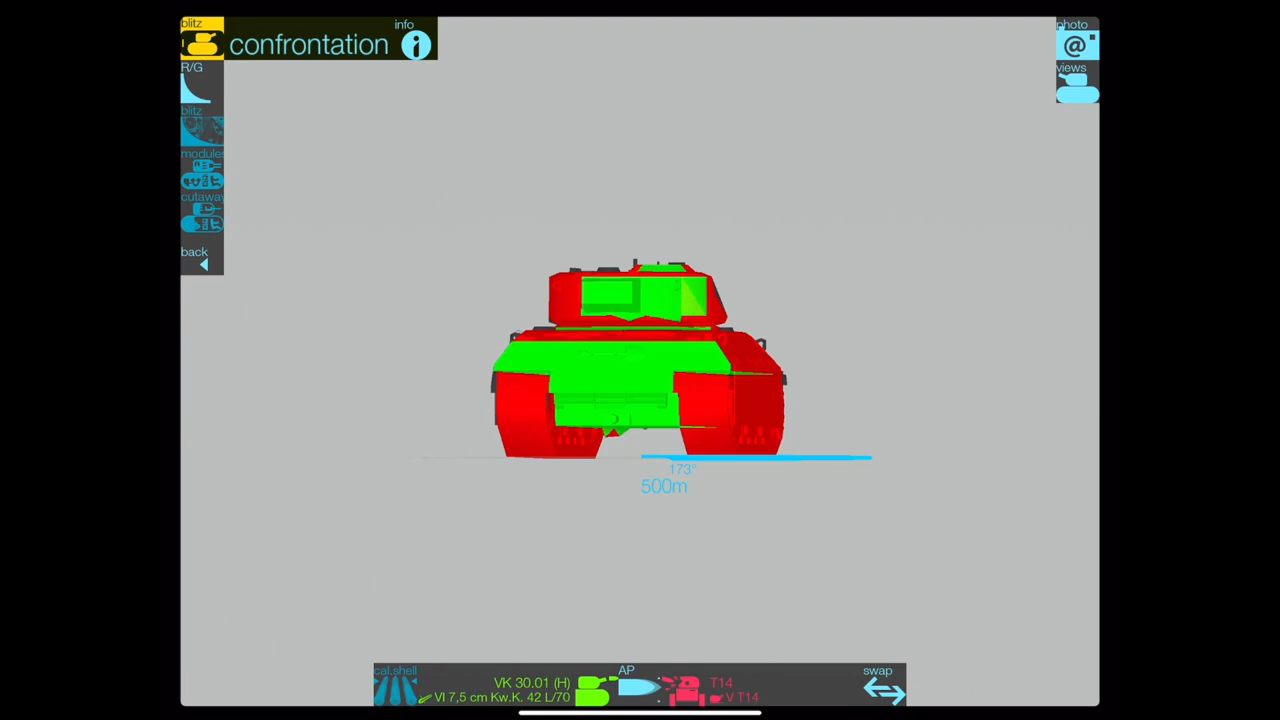 blitz
confrontation
info
i
R/G
blitz
modules
cutaway
back
photo
@
views
173°
500m
cal.shell
VK 30.01 (H)
VI 7,5 cm Kw.K. 42 L/70
AP
T14
V T14
swap